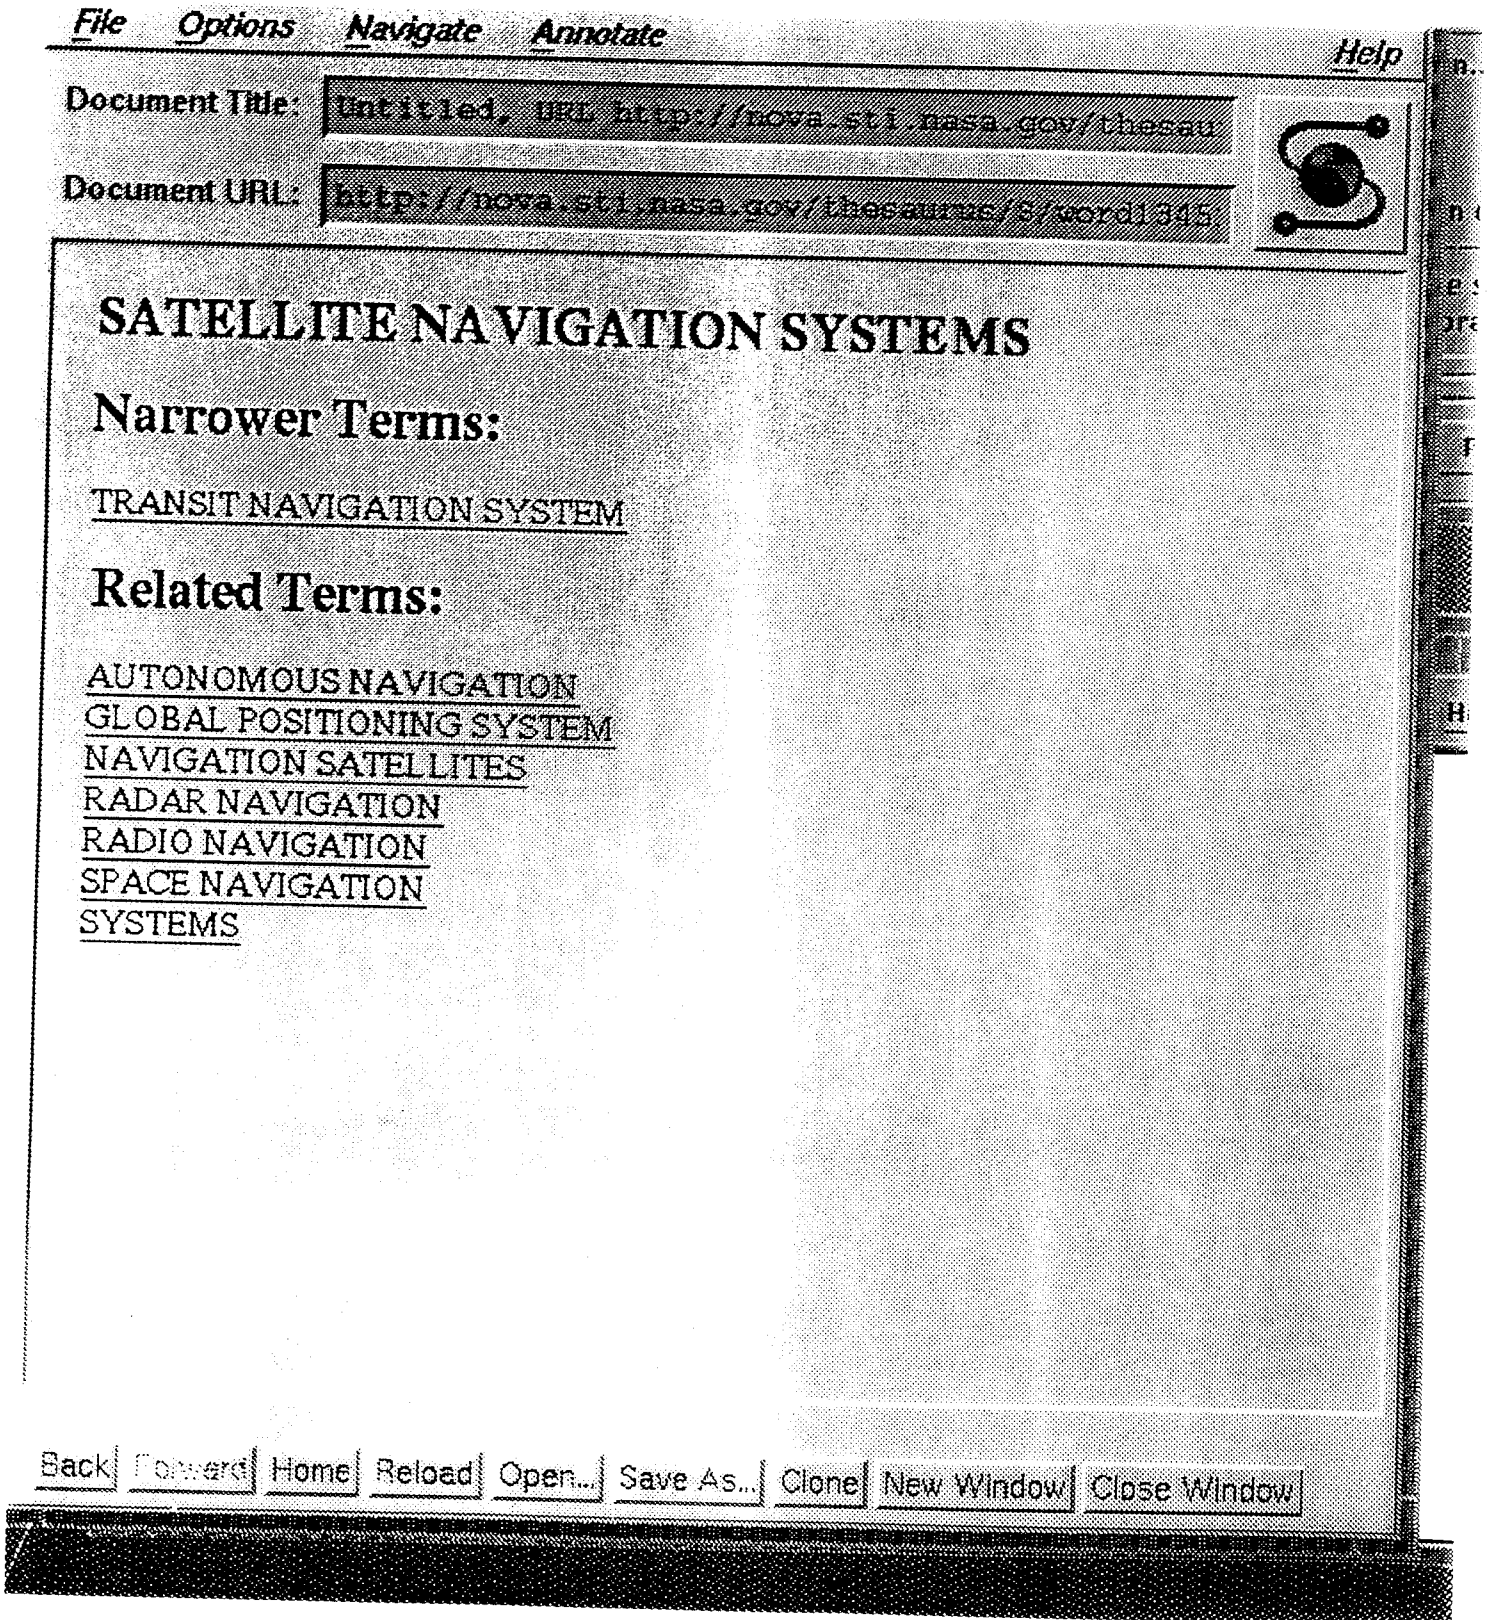 File Options Navigate Annotate Help
Document Title: Untitled, URL http://nova.sti.nasa.gov/thesau
Document URL: http://nova.sti.nasa.gov/thesaurus/S/word1345
SATELLITE NAVIGATION SYSTEMS
Narrower Terms:
TRANSIT NAVIGATION SYSTEM
Related Terms:
AUTONOMOUS NAVIGATION
GLOBAL POSITIONING SYSTEM
NAVIGATION SATELLITES
RADAR NAVIGATION
RADIO NAVIGATION
SPACE NAVIGATION
SYSTEMS
Back Forward Home Reload Open... Save As... Clone New Window Close Window